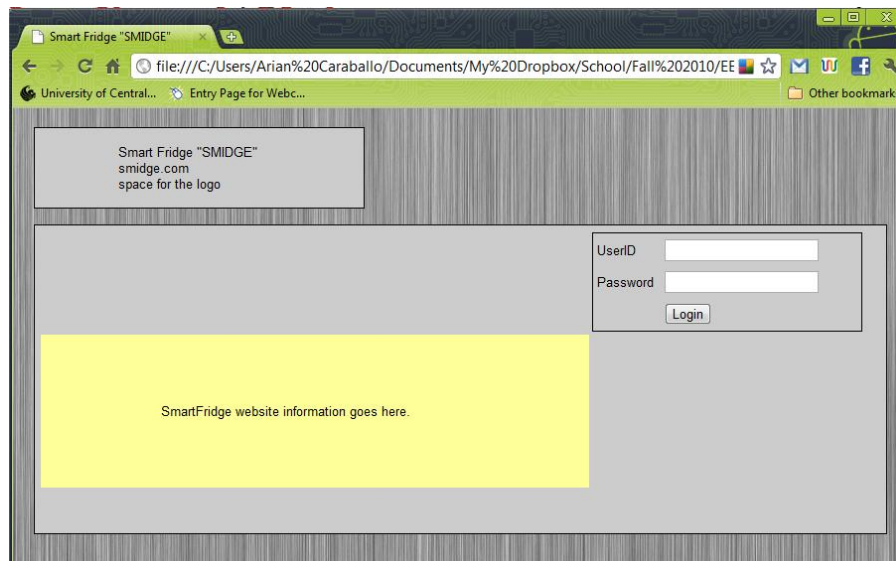 Smart Fridge "SMIDGE"
file:///C:/Users/Arian%20Caraballo/Documents/My%20Dropbox/School/Fall%202010/EE
University of Central... Entry Page for Webc... Other bookmark
Smart Fridge "SMIDGE"
smidge.com
space for the logo
UserID
Password
Login
SmartFridge website information goes here.